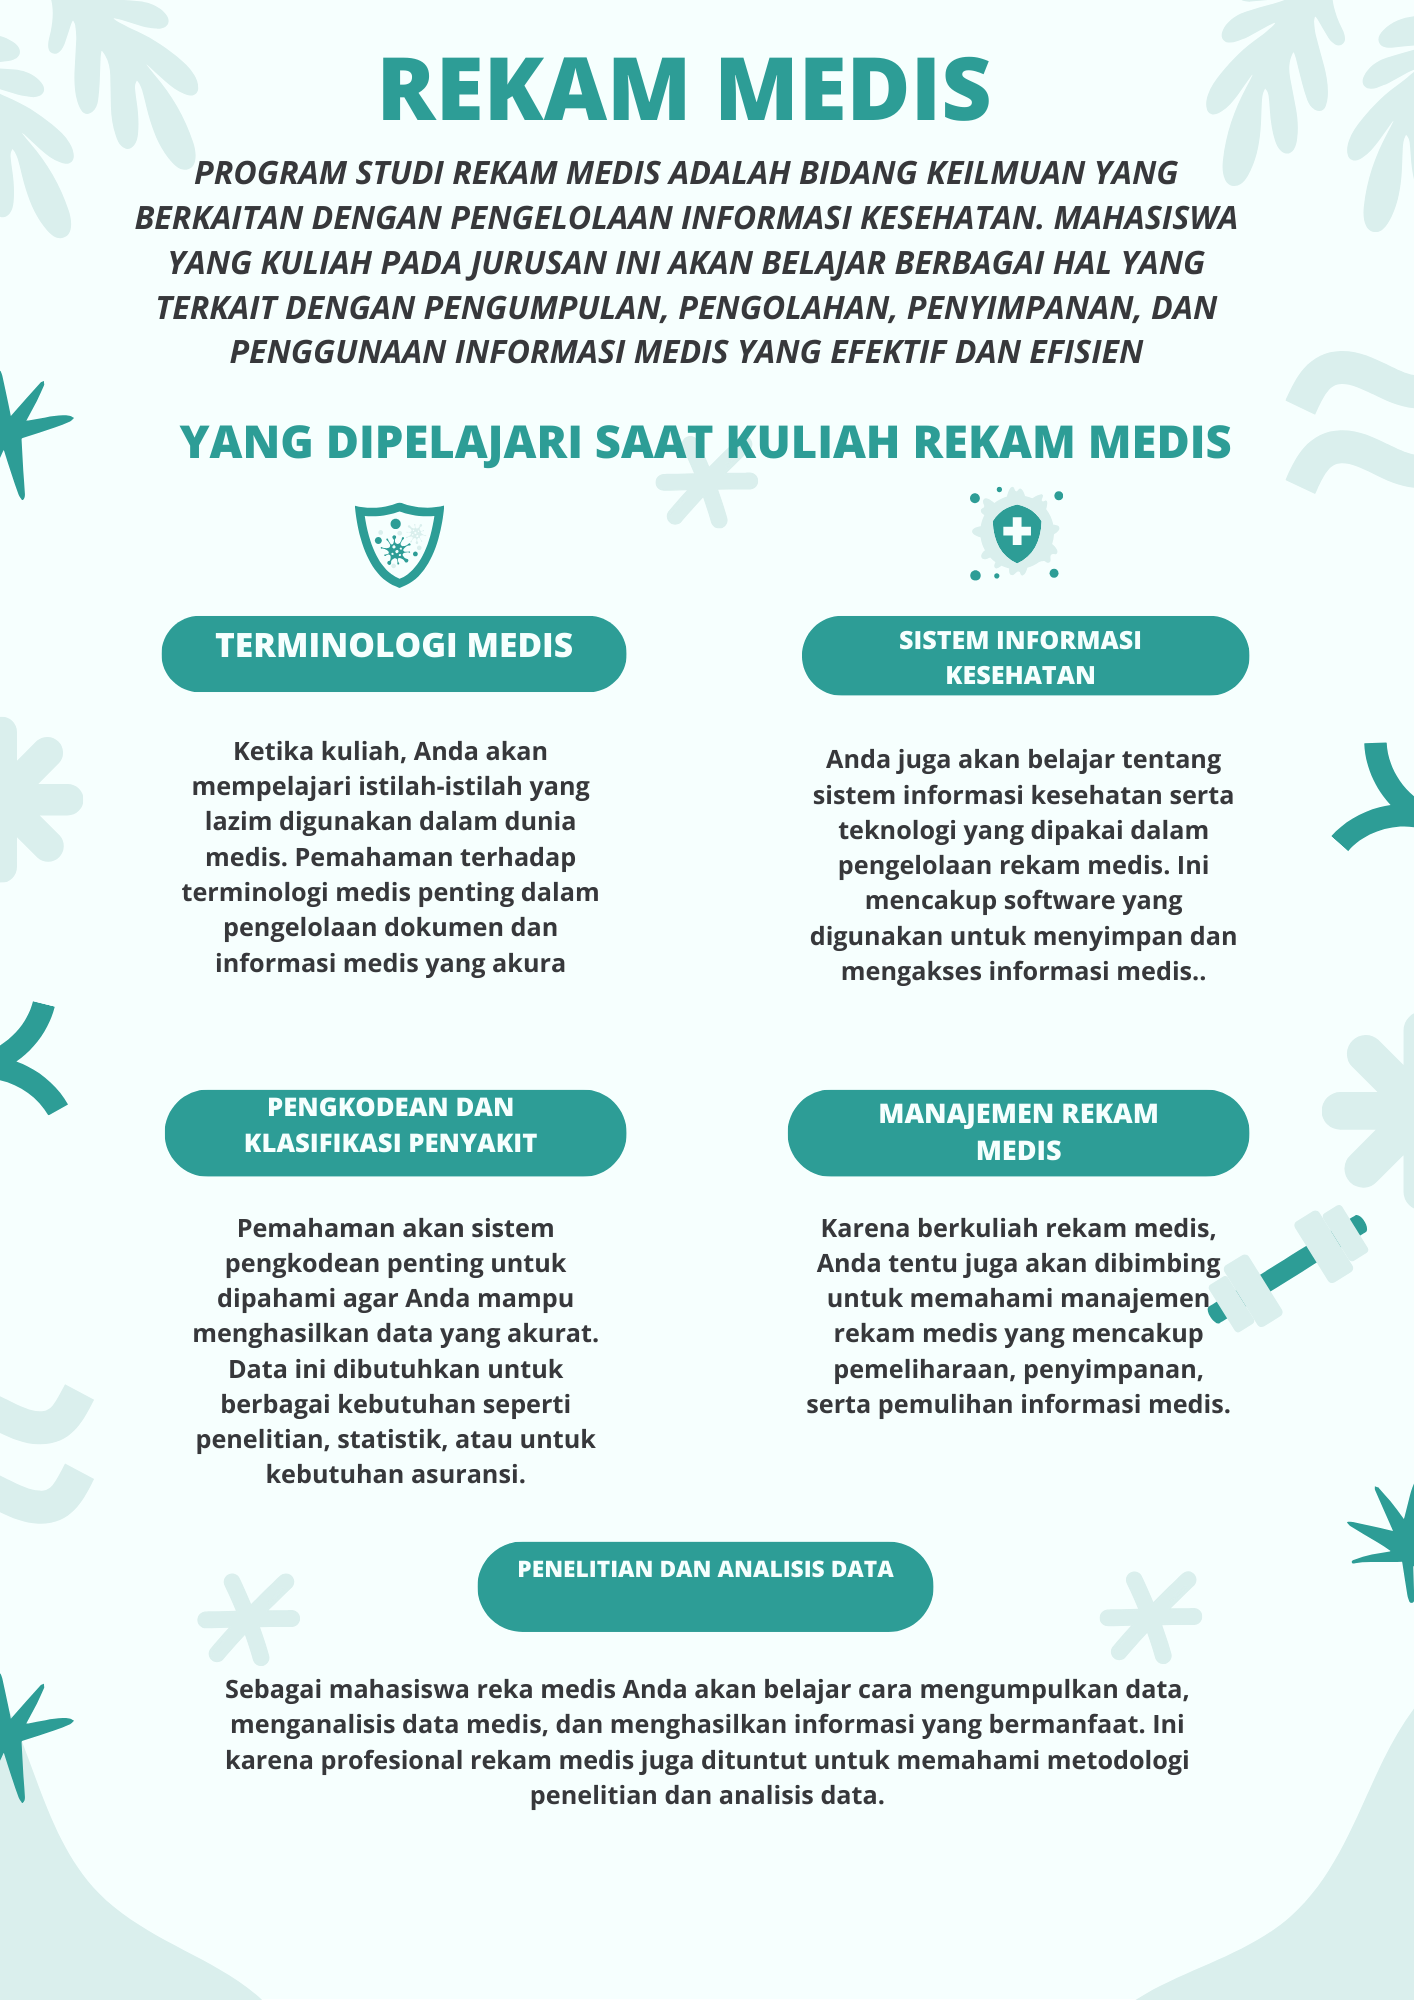 REKAM MEDIS
PROGRAM STUDI REKAM MEDIS ADALAH BIDANG KEILMUAN YANG
BERKAITAN DENGAN PENGELOLAAN INFORMASI KESEHATAN. MAHASISWA
YANG KULIAH PADA JURUSAN INI AKAN BELAJAR BERBAGAI HAL YANG
TERKAIT DENGAN PENGUMPULAN, PENGOLAHAN, PENYIMPANAN, DAN
PENGGUNAAN INFORMASI MEDIS YANG EFEKTIF DAN EFISIEN
YANG DIPELAJARI SAAT KULIAH REKAM MEDIS
TERMINOLOGI MEDIS
Ketika kuliah, Anda akan
mempelajari istilah-istilah yang
lazim digunakan dalam dunia
medis. Pemahaman terhadap
terminologi medis penting dalam
pengelolaan dokumen dan
informasi medis yang akura
SISTEM INFORMASI
KESEHATAN
Anda juga akan belajar tentang
sistem informasi kesehatan serta
teknologi yang dipakai dalam
pengelolaan rekam medis. Ini
mencakup software yang
digunakan untuk menyimpan dan
mengakses informasi medis..
PENGKODEAN DAN
KLASIFIKASI PENYAKIT
Pemahaman akan sistem
pengkodean penting untuk
dipahami agar Anda mampu
menghasilkan data yang akurat.
Data ini dibutuhkan untuk
berbagai kebutuhan seperti
penelitian, statistik, atau untuk
kebutuhan asuransi.
MANAJEMEN REKAM
MEDIS
Karena berkuliah rekam medis,
Anda tentu juga akan dibimbing
untuk memahami manajemen
rekam medis yang mencakup
pemeliharaan, penyimpanan,
serta pemulihan informasi medis.
PENELITIAN DAN ANALISIS DATA
Sebagai mahasiswa reka medis Anda akan belajar cara mengumpulkan data,
menganalisis data medis, dan menghasilkan informasi yang bermanfaat. Ini
karena profesional rekam medis juga dituntut untuk memahami metodologi
penelitian dan analisis data.